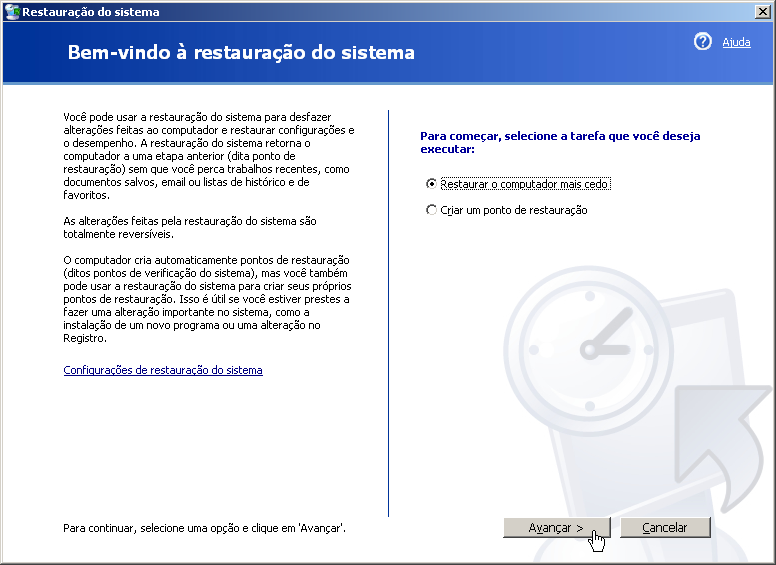 Restauração do sistema
Bem-vindo à restauração do sistema
Ajuda
Você pode usar a restauração do sistema para desfazer
alterações feitas ao computador e restaurar configurações e
o desempenho. A restauração do sistema retorna o
computador a uma etapa anterior (dita ponto de
restauração) sem que você perca trabalhos recentes, como
documentos salvos, email ou listas de histórico e de
favoritos.
As alterações feitas pela restauração do sistema são
totalmente reversíveis.
O computador cria automaticamente pontos de restauração
(ditos pontos de verificação do sistema), mas você também
pode usar a restauração do sistema para criar seus próprios
pontos de restauração. Isso é útil se você estiver prestes a
fazer uma alteração importante no sistema, como a
instalação de um novo programa ou uma alteração no
Registro.
Configurações de restauração do sistema
Para começar, selecione a tarefa que você deseja
executar:
Restaurar o computador mais cedo
Criar um ponto de restauração
Para continuar, selecione uma opção e clique em 'Avançar'.
Avançar >
Cancelar